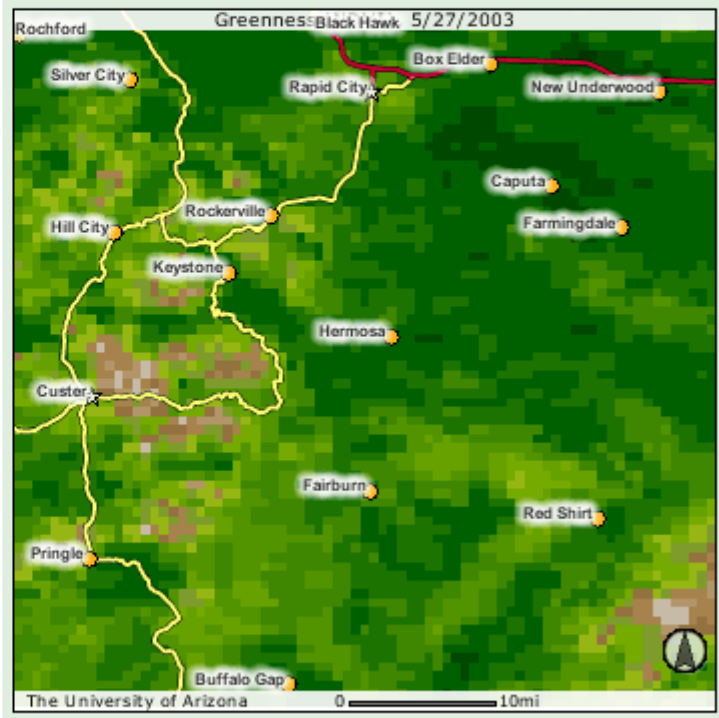 Greenness
Black Hawk
5/27/2003
Rochford
Box Elder
Silver City
Rapid City
New Underwood
Caputa
Rockerville
Farmingdale
Hill City
Keystone
Hermosa
Custer
Fairburn
Red Shirt
Pringle
Buffalo Gap
The University of Arizona
0
10mi